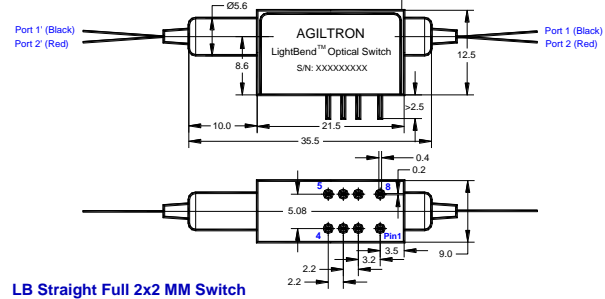 Ø5.6
Port 1' (Black)
Port 2' (Red)
AGILTRON
LightBend™ Optical Switch
S/N: XXXXXXXXX
Port 1 (Black)
Port 2 (Red)
12.5
8.6
>2.5
10.0
21.5
35.5
0.4
0.2
5
8
5.08
4
Pin1
3.5
9.0
3.2
2.2
2.2
LB Straight Full 2x2 MM Switch